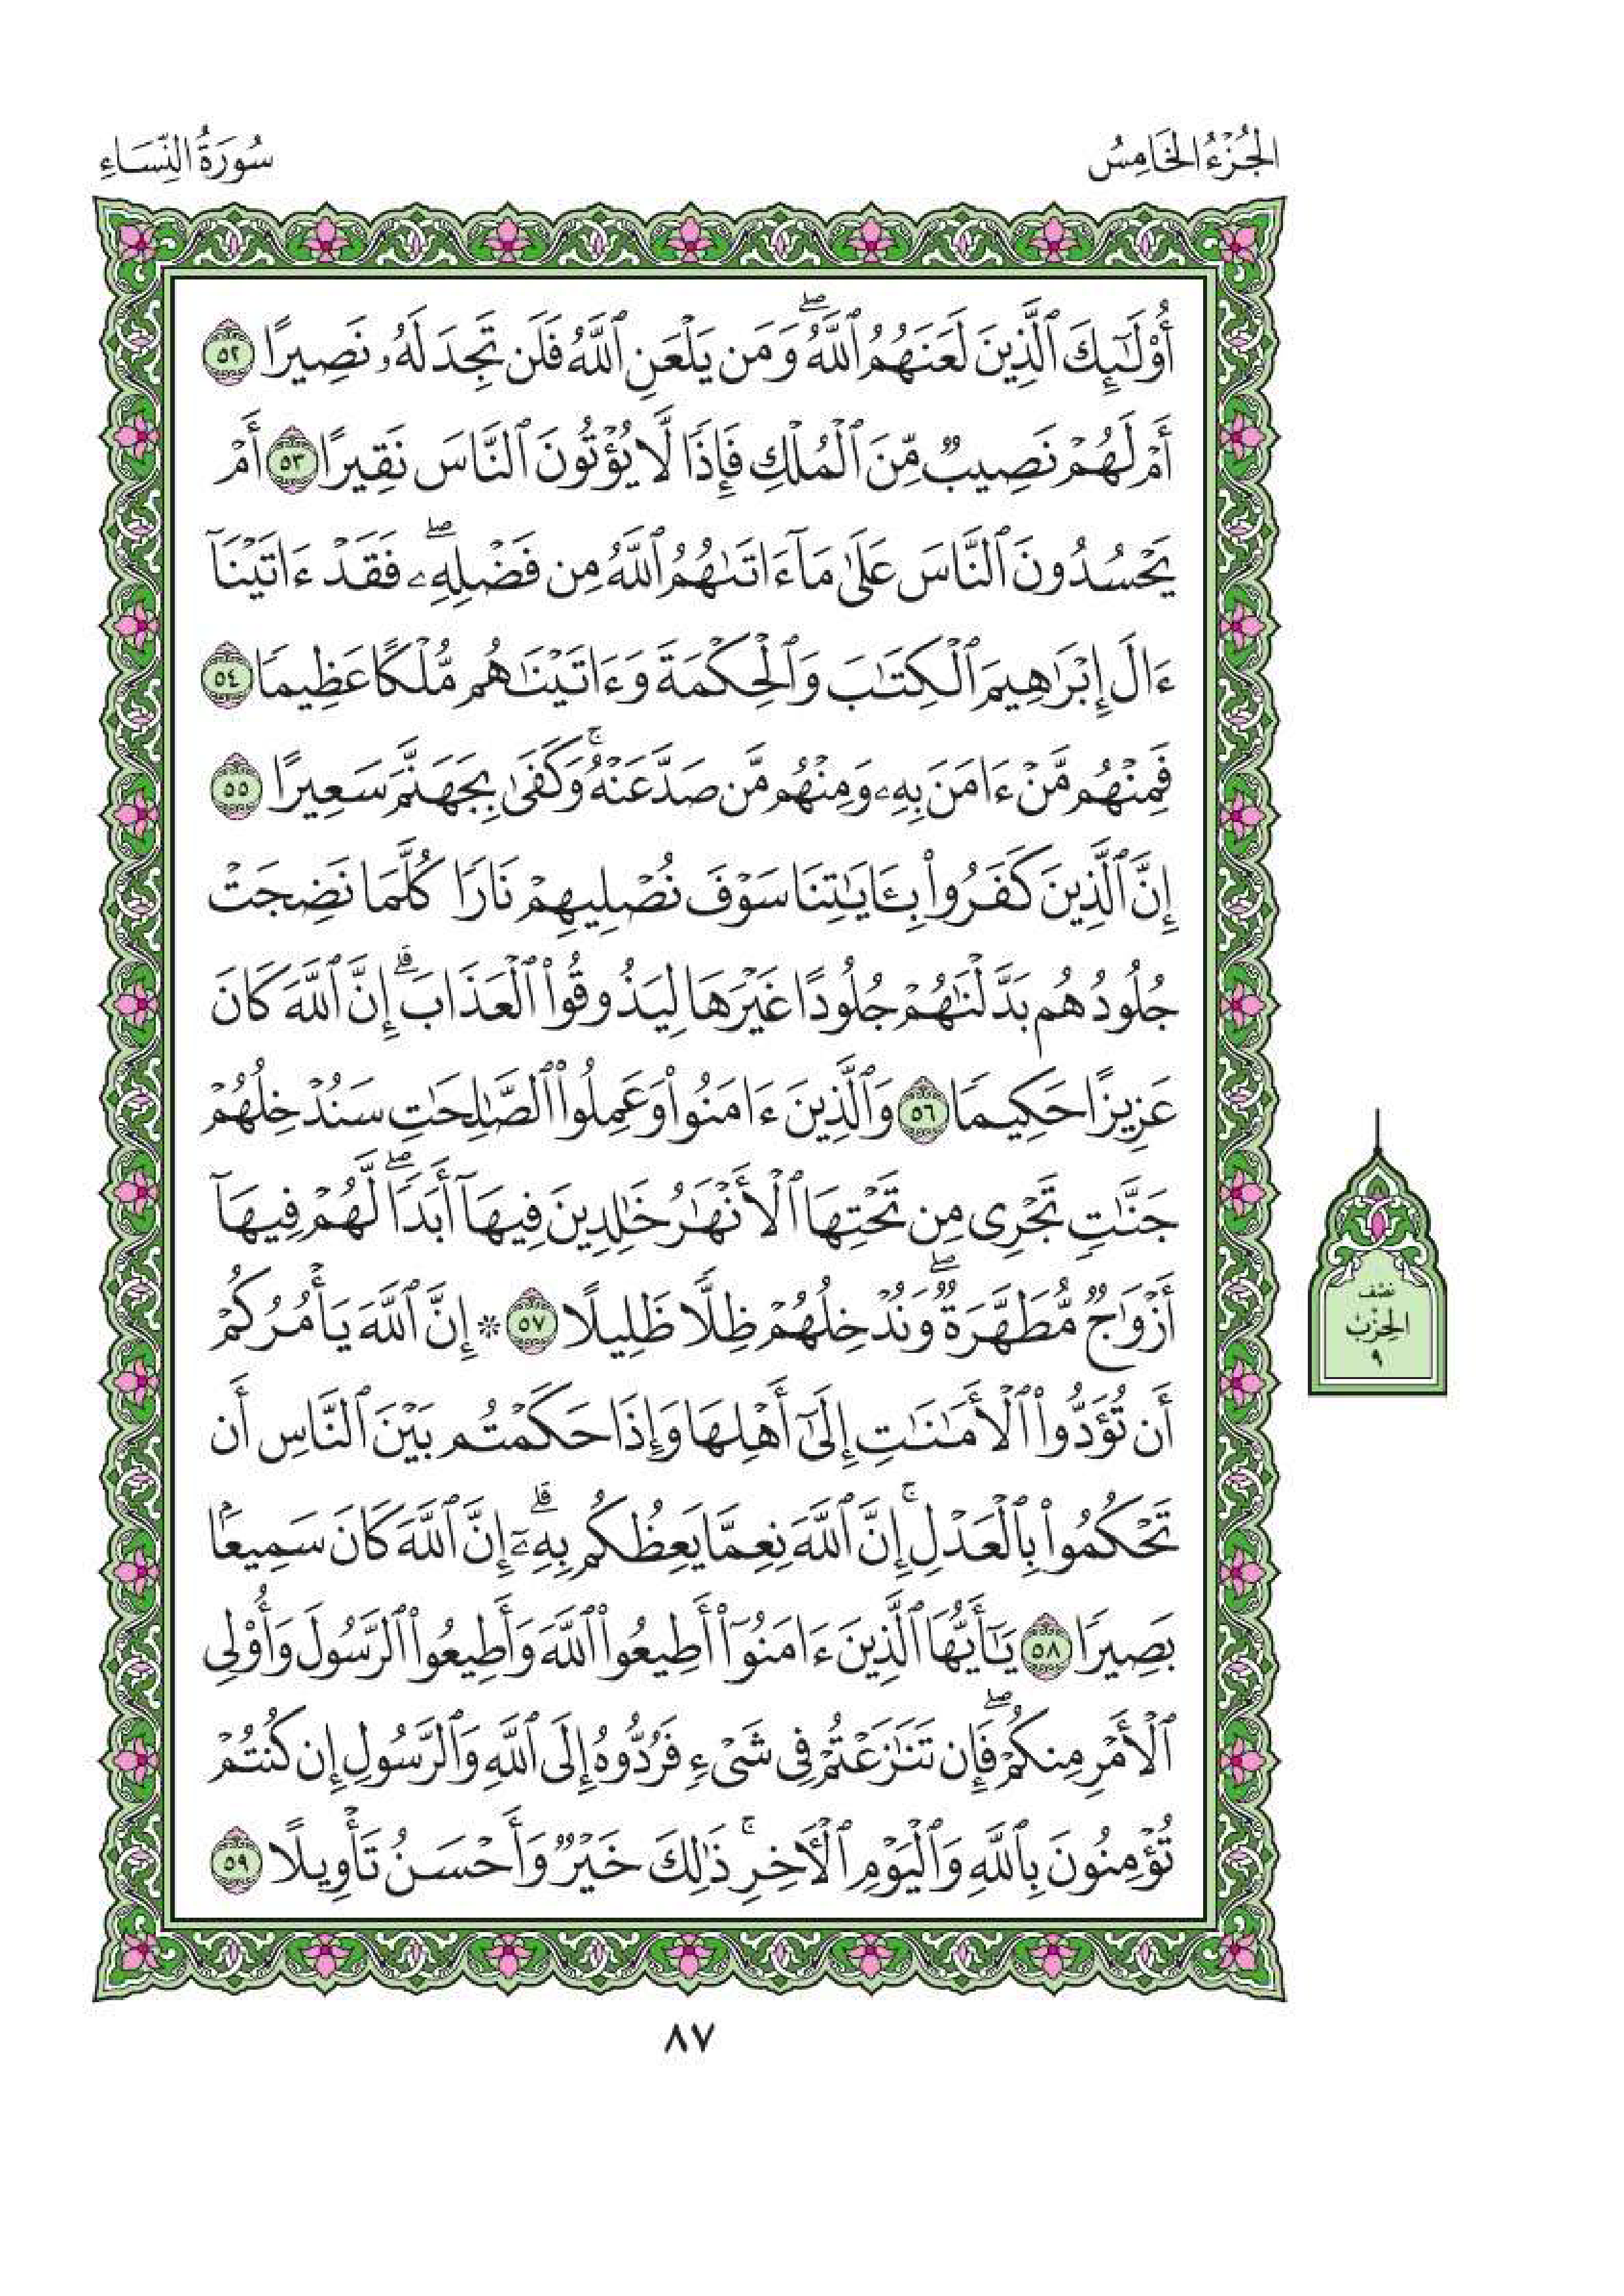 الجُزْءُ الخَامِسُ
سُورَةُ النِّسَاءِ
أُوْلَـٰٓئِكَ ٱلَّذِينَ لَعَنَهُمُ ٱللَّهُۖ وَمَن يَلْعَنِ ٱللَّهُ فَلَن تَجِدَ لَهُۥ نَصِيرًا ٥٢
أَمْ لَهُمْ نَصِيبٌ مِّنَ ٱلْمُلْكِ فَإِذًا لَّا يُؤْتُونَ ٱلنَّاسَ نَقِيرًا ٥٣ أَمْ
يَحْسُدُونَ ٱلنَّاسَ عَلَىٰ مَآ ءَاتَىٰهُمُ ٱللَّهُ مِن فَضْلِهِۦۖ فَقَدْ ءَاتَيْنَآ
ءَالَ إِبْرَٰهِيمَ ٱلْكِتَـٰبَ وَٱلْحِكْمَةَ وَءَاتَيْنَـٰهُم مُّلْكًا عَظِيمًا ٥٤
فَمِنْهُم مَّنْ ءَامَنَ بِهِۦ وَمِنْهُم مَّن صَدَّ عَنْهُۚ وَكَفَىٰ بِجَهَنَّمَ سَعِيرًا ٥٥
إِنَّ ٱلَّذِينَ كَفَرُوا۟ بِـَٔايَـٰتِنَا سَوْفَ نُصْلِيهِمْ نَارًا كُلَّمَا نَضِجَتْ
جُلُودُهُم بَدَّلْنَـٰهُمْ جُلُودًا غَيْرَهَا لِيَذُوقُوا۟ ٱلْعَذَابَۗ إِنَّ ٱللَّهَ كَانَ
عَزِيزًا حَكِيمًا ٥٦ وَٱلَّذِينَ ءَامَنُوا۟ وَعَمِلُوا۟ ٱلصَّـٰلِحَـٰتِ سَنُدْخِلُهُمْ
جَنَّـٰتٍ تَجْرِى مِن تَحْتِهَا ٱلْأَنْهَـٰرُ خَـٰلِدِينَ فِيهَآ أَبَدًاۖ لَّهُمْ فِيهَآ
أَزْوَٰجٌ مُّطَهَّرَةٌۖ وَنُدْخِلُهُمْ ظِلًّا ظَلِيلًا ٥٧ ۞ إِنَّ ٱللَّهَ يَأْمُرُكُمْ
أَن تُؤَدُّوا۟ ٱلْأَمَـٰنَـٰتِ إِلَىٰٓ أَهْلِهَا وَإِذَا حَكَمْتُم بَيْنَ ٱلنَّاسِ أَن
تَحْكُمُوا۟ بِٱلْعَدْلِۚ إِنَّ ٱللَّهَ نِعِمَّا يَعِظُكُم بِهِۦٓۗ إِنَّ ٱللَّهَ كَانَ سَمِيعًۢا
بَصِيرًا ٥٨ يَـٰٓأَيُّهَا ٱلَّذِينَ ءَامَنُوٓا۟ أَطِيعُوا۟ ٱللَّهَ وَأَطِيعُوا۟ ٱلرَّسُولَ وَأُو۟لِى
ٱلْأَمْرِ مِنكُمْۖ فَإِن تَنَـٰزَعْتُمْ فِى شَىْءٍ فَرُدُّوهُ إِلَى ٱللَّهِ وَٱلرَّسُولِ إِن كُنتُمْ
تُؤْمِنُونَ بِٱللَّهِ وَٱلْيَوْمِ ٱلْـَٔاخِرِۚ ذَٰلِكَ خَيْرٌ وَأَحْسَنُ تَأْوِيلًا ٥٩
نصْف
الحِزْب
٩
٨٧